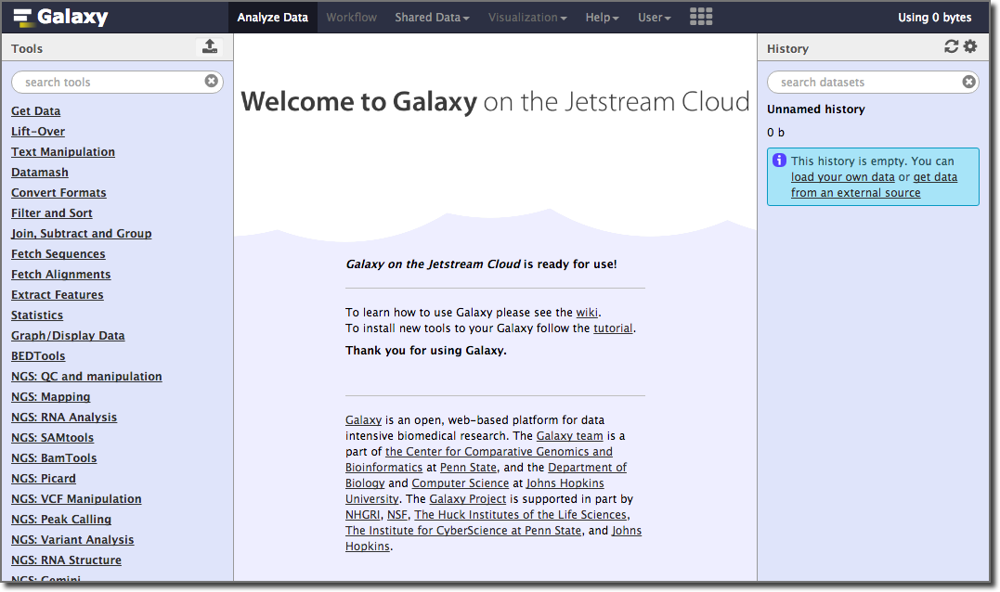 Galaxy
Analyze Data Workflow Shared Data Visualization Help User
Using 0 bytes
Tools
search tools
Get Data
Lift-Over
Text Manipulation
Datamash
Convert Formats
Filter and Sort
Join, Subtract and Group
Fetch Sequences
Fetch Alignments
Extract Features
Statistics
Graph/Display Data
BEDTools
NGS: QC and manipulation
NGS: Mapping
NGS: RNA Analysis
NGS: SAMtools
NGS: BamTools
NGS: Picard
NGS: VCF Manipulation
NGS: Peak Calling
NGS: Variant Analysis
NGS: RNA Structure
NGS: Gemini
Welcome to Galaxy on the Jetstream Cloud
Galaxy on the Jetstream Cloud is ready for use!
To learn how to use Galaxy please see the wiki.
To install new tools to your Galaxy follow the tutorial.
Thank you for using Galaxy.
Galaxy is an open, web-based platform for data
intensive biomedical research. The Galaxy team is a
part of the Center for Comparative Genomics and
Bioinformatics at Penn State, and the Department of
Biology and Computer Science at Johns Hopkins
University. The Galaxy Project is supported in part by
NHGRI, NSF, The Huck Institutes of the Life Sciences,
The Institute for CyberScience at Penn State, and Johns
Hopkins.
History
search datasets
Unnamed history
0 b
This history is empty. You can
load your own data or get data
from an external source